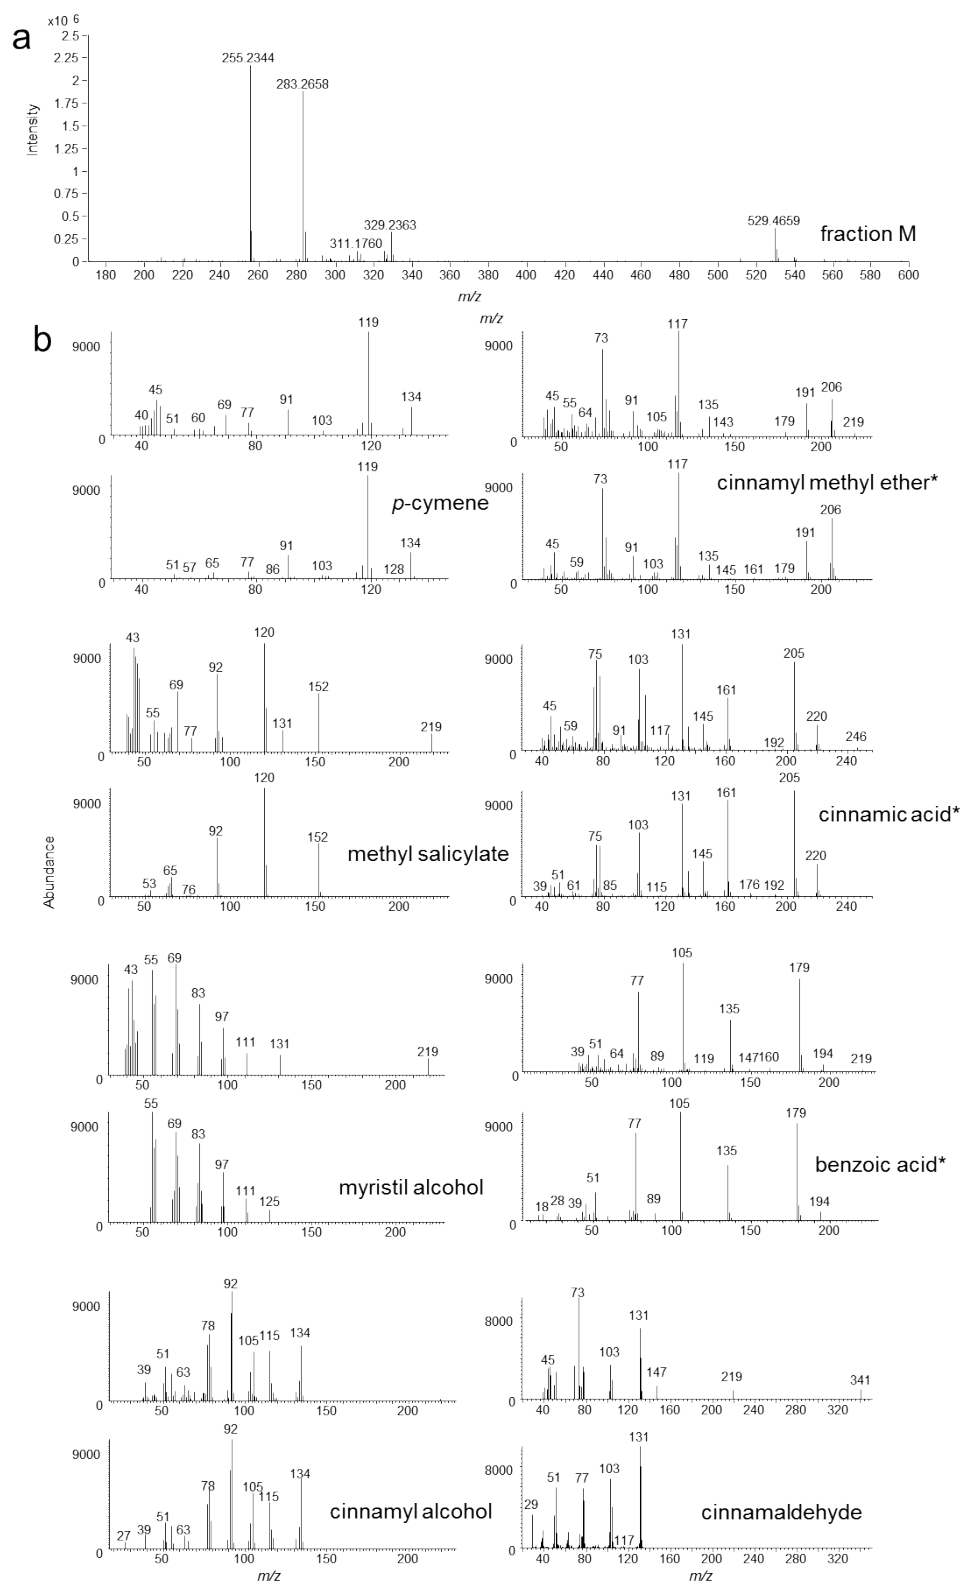 a
x10 6
2.5
2.25
2
1.75
1.5
1.25
1
0.75
0.5
0.25
0
Intensity
255.2344
283.2658
311.1760
329.2363
529.4659
fraction M
180 200 220 240 260 280 300 320 340 360 380 400 420 440 460 480 500 520 540 560 580 600
m/z
m/z
b
Abundance
9000
0
40 45 51 60 69 77 91 103 119 134
40 80 120
9000
0
51 57 65 77 86 91 103 119 128 134
40 80 120
p-cymene
9000
0
45 55 64 73 91 105 117 135 143 179 191 206 219
50 100 150 200
9000
0
45 59 73 91 103 117 135 145 161 179 191 206
50 100 150 200
cinnamyl methyl ether*
9000
0
43 55 69 77 92 120 131 152 219
50 100 150 200
9000
0
53 65 76 92 120 152
50 100 150 200
methyl salicylate
9000
0
45 59 75 91 103 117 131 145 161 192 205 220 246
40 80 120 160 200 240
9000
0
39 51 61 75 85 103 115 131 145 161 176 192 205 220
40 80 120 160 200 240
cinnamic acid*
9000
0
43 55 69 83 97 111 131 219
50 100 150 200
9000
0
55 69 83 97 111 125
50 100 150 200
myristil alcohol
9000
0
39 51 64 77 89 105 119 135 147 160 179 194 219
50 100 150 200
9000
0
18 28 39 51 77 89 105 135 179 194
50 100 150 200
benzoic acid*
9000
0
39 51 63 78 92 105 115 134
50 100 150 200
9000
0
27 39 51 63 78 92 105 115 134
50 100 150 200
cinnamyl alcohol
m/z
8000
0
45 73 103 131 147 219 341
40 80 120 160 200 240 280 320
8000
0
29 51 77 103 117 131
40 80 120 160 200 240 280 320
cinnamaldehyde
m/z